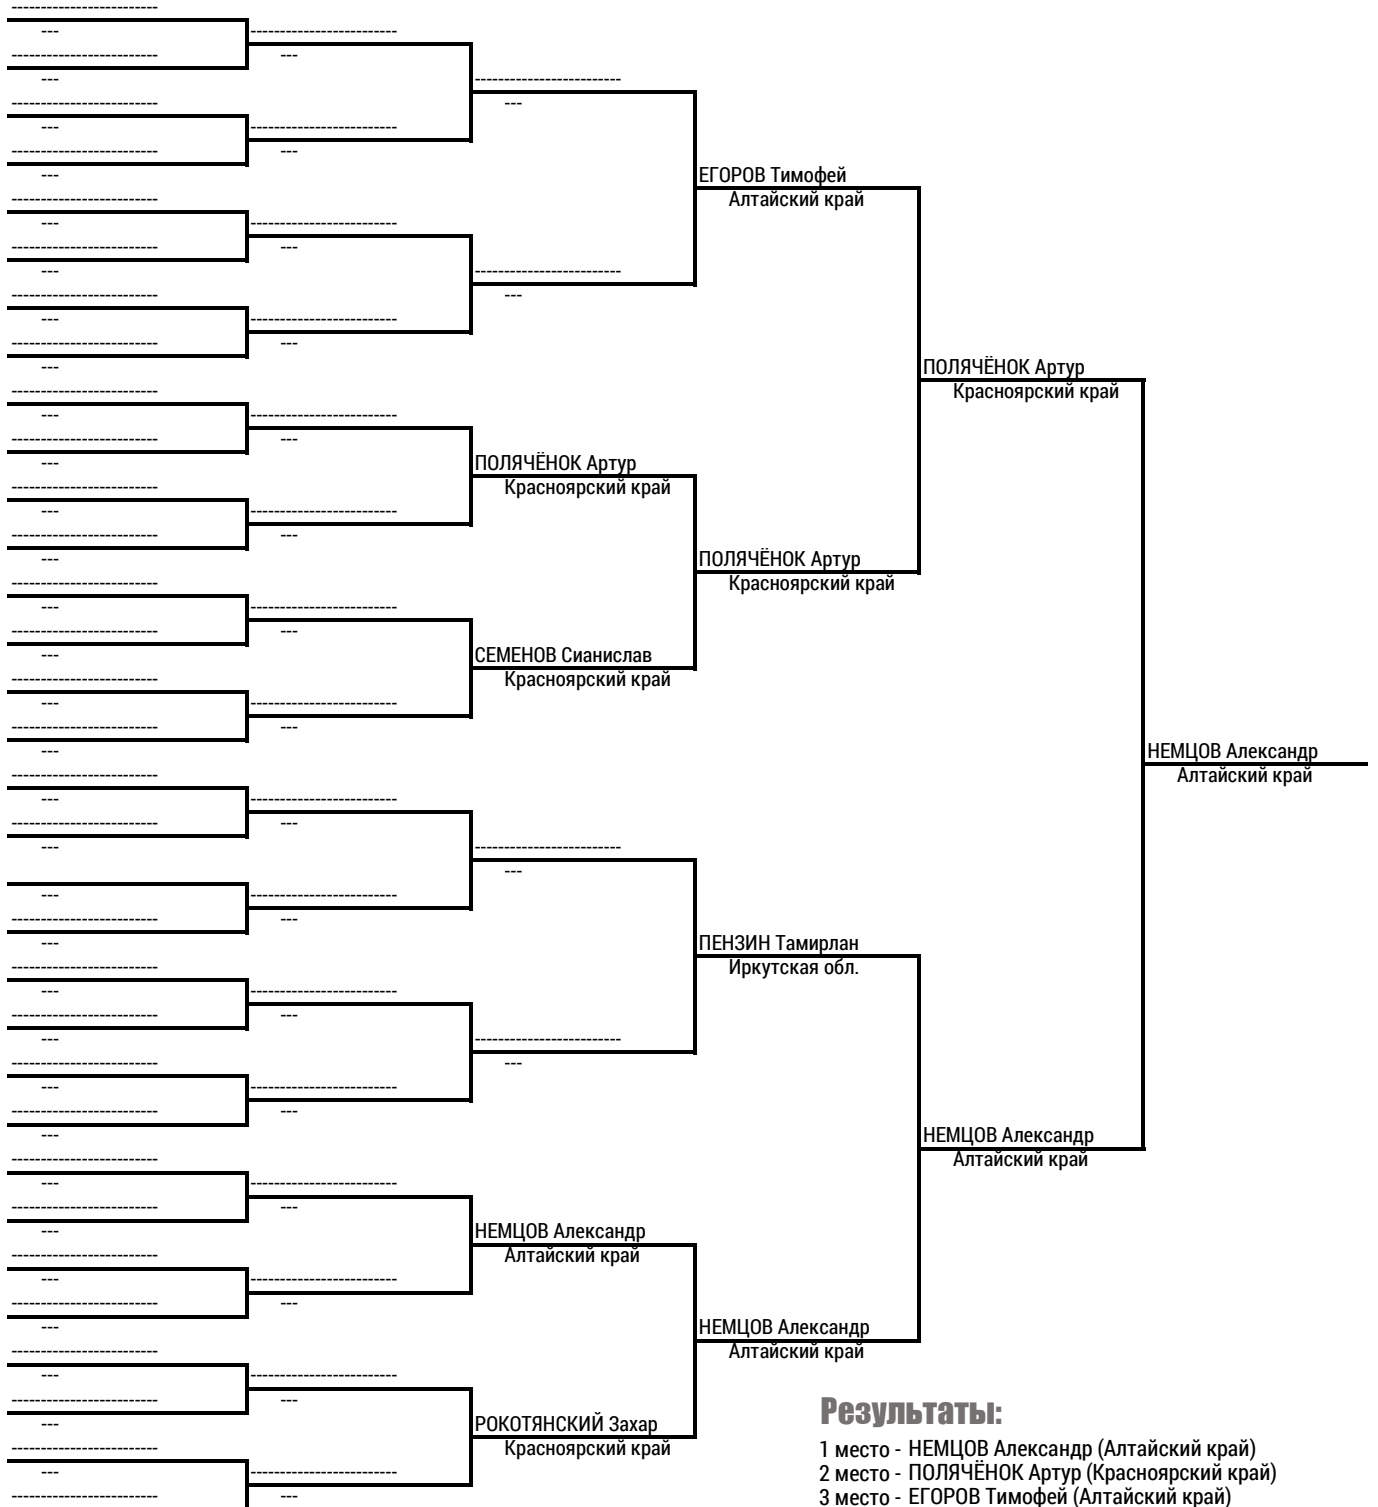 ЕГОРОВ Тимофей
Алтайский край
ПОЛЯЧЁНОК Артур
Красноярский край
ПОЛЯЧЁНОК Артур
Красноярский край
ПОЛЯЧЁНОК Артур
Красноярский край
СЕМЕНОВ Сианислав
Красноярский край
НЕМЦОВ Александр
Алтайский край
ПЕНЗИН Тамирлан
Иркутская обл.
НЕМЦОВ Александр
Алтайский край
НЕМЦОВ Александр
Алтайский край
НЕМЦОВ Александр
Алтайский край
РОКОТЯНСКИЙ Захар
Красноярский край
Результаты:
1 место - НЕМЦОВ Александр (Алтайский край)
2 место - ПОЛЯЧЁНОК Артур (Красноярский край)
3 место - ЕГОРОВ Тимофей (Алтайский край)